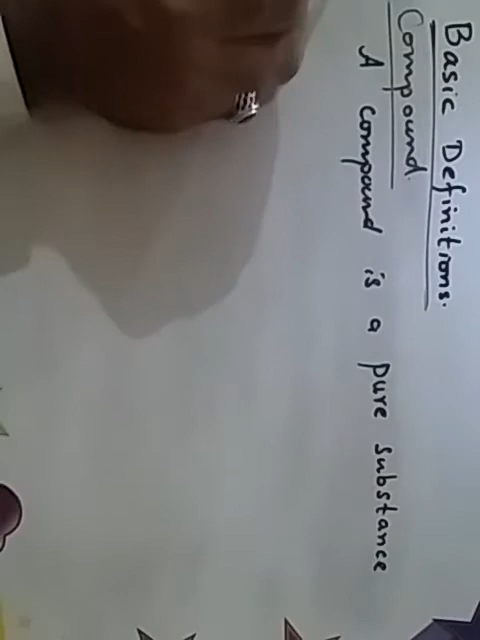 Basic Definitions.
Compound.
A compound is a pure substance